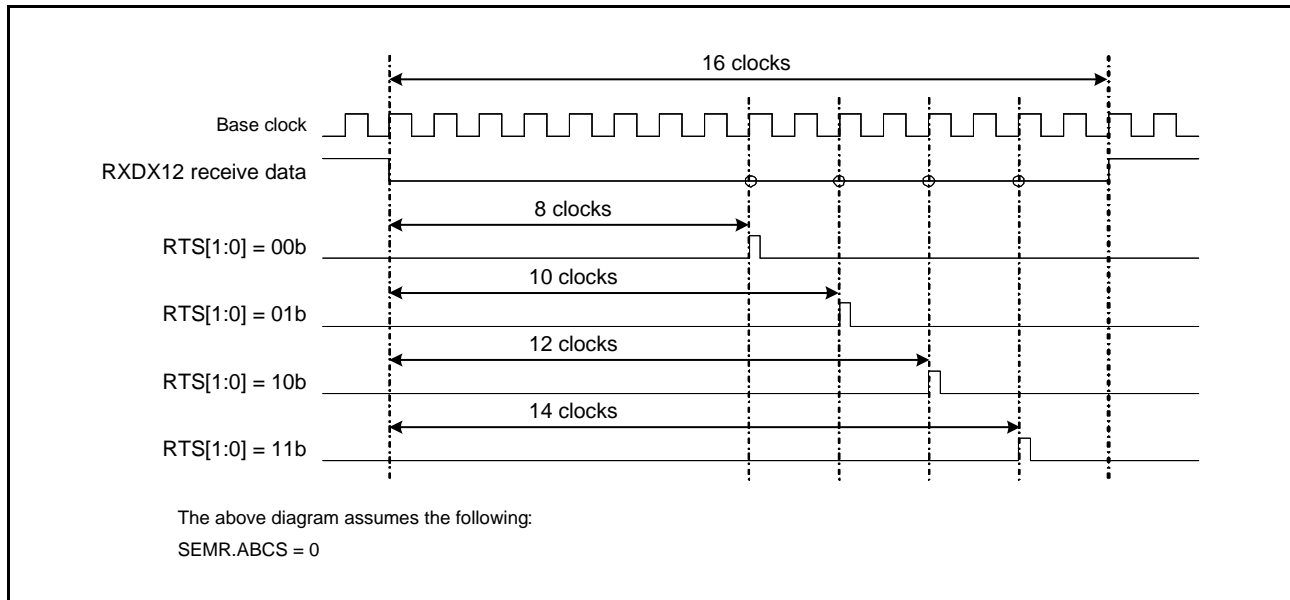 16 clocks
Base clock
RXDX12 receive data
8 clocks
RTS[1:0] = 00b
10 clocks
RTS[1:0] = 01b
12 clocks
RTS[1:0] = 10b
14 clocks
RTS[1:0] = 11b
The above diagram assumes the following:
SEMR.ABCS = 0